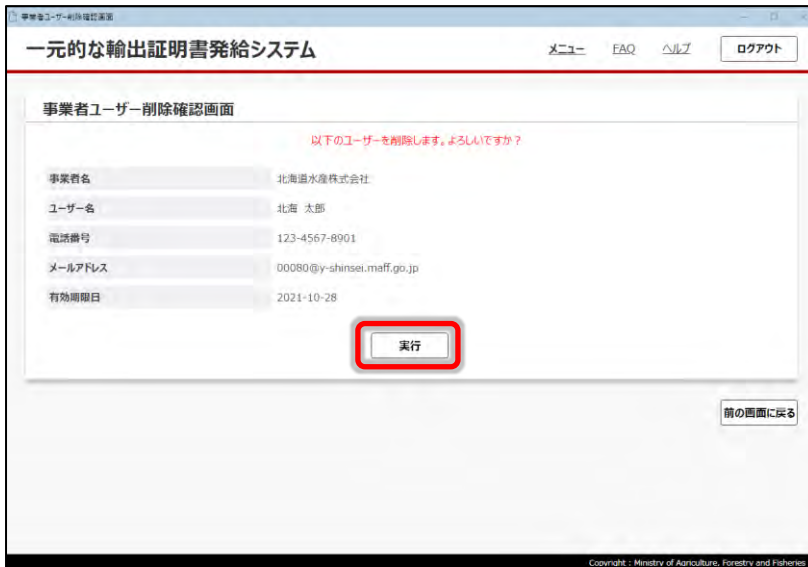 事業者ユーザー削除確認画面
一元的な輸出証明書発給システム
メニュー FAQ ヘルプ ログアウト
事業者ユーザー削除確認画面
以下のユーザーを削除します。よろしいですか？
事業者名 北海道水産株式会社
ユーザー名 北海 太郎
電話番号 123-4567-8901
メールアドレス 00080@y-shinsei.maff.go.jp
有効期限日 2021-10-28
実行
前の画面に戻る
Copyright : Ministry of Agriculture, Forestry and Fisheries